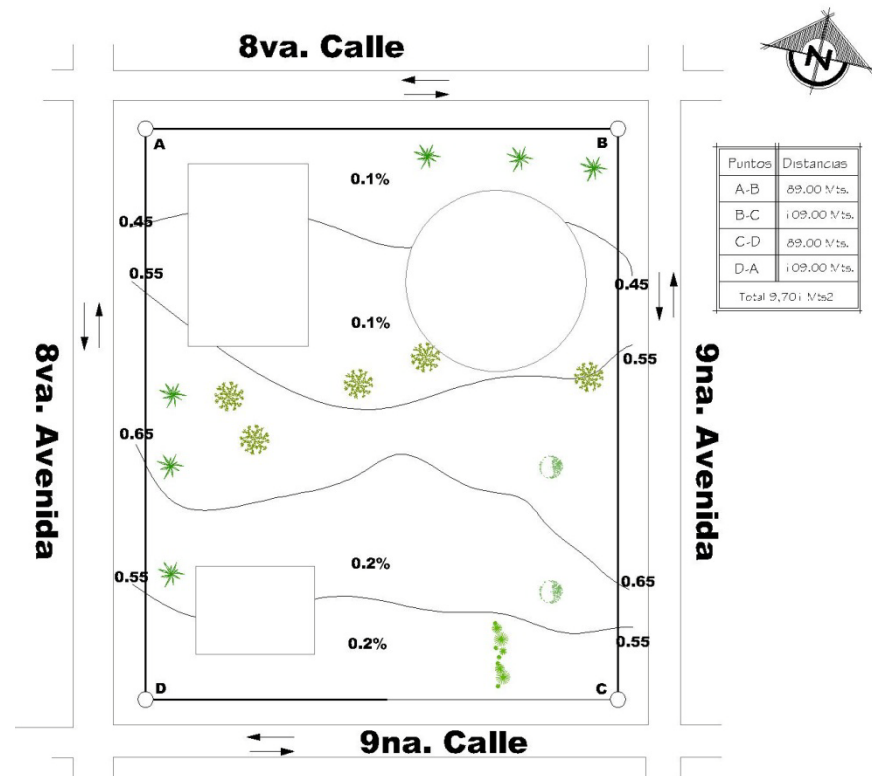 8va. Calle
N
A
B
0.1%
Puntos Distancias
A-B 89.00 Mts.
B-C 109.00 Mts.
C-D 89.00 Mts.
D-A 109.00 Mts.
Total 9,701 Mts2
0.45
0.55
0.45
0.1%
0.55
8va. Avenida
9na. Avenida
0.65
0.55
0.2%
0.65
0.2%
0.55
D
C
9na. Calle